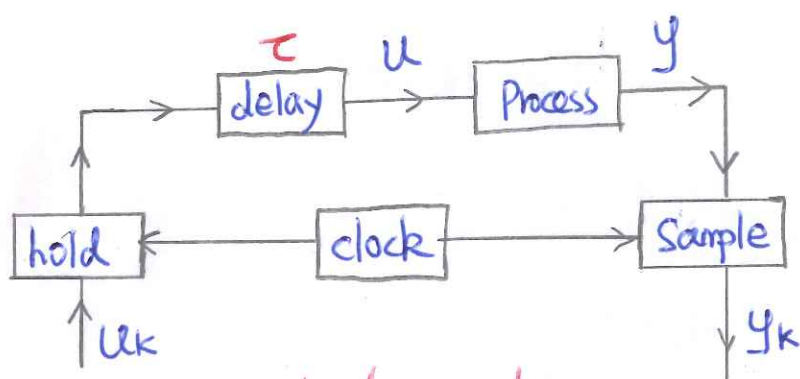 τ
u
y
delay
Process
hold
clock
Sample
uk
yk